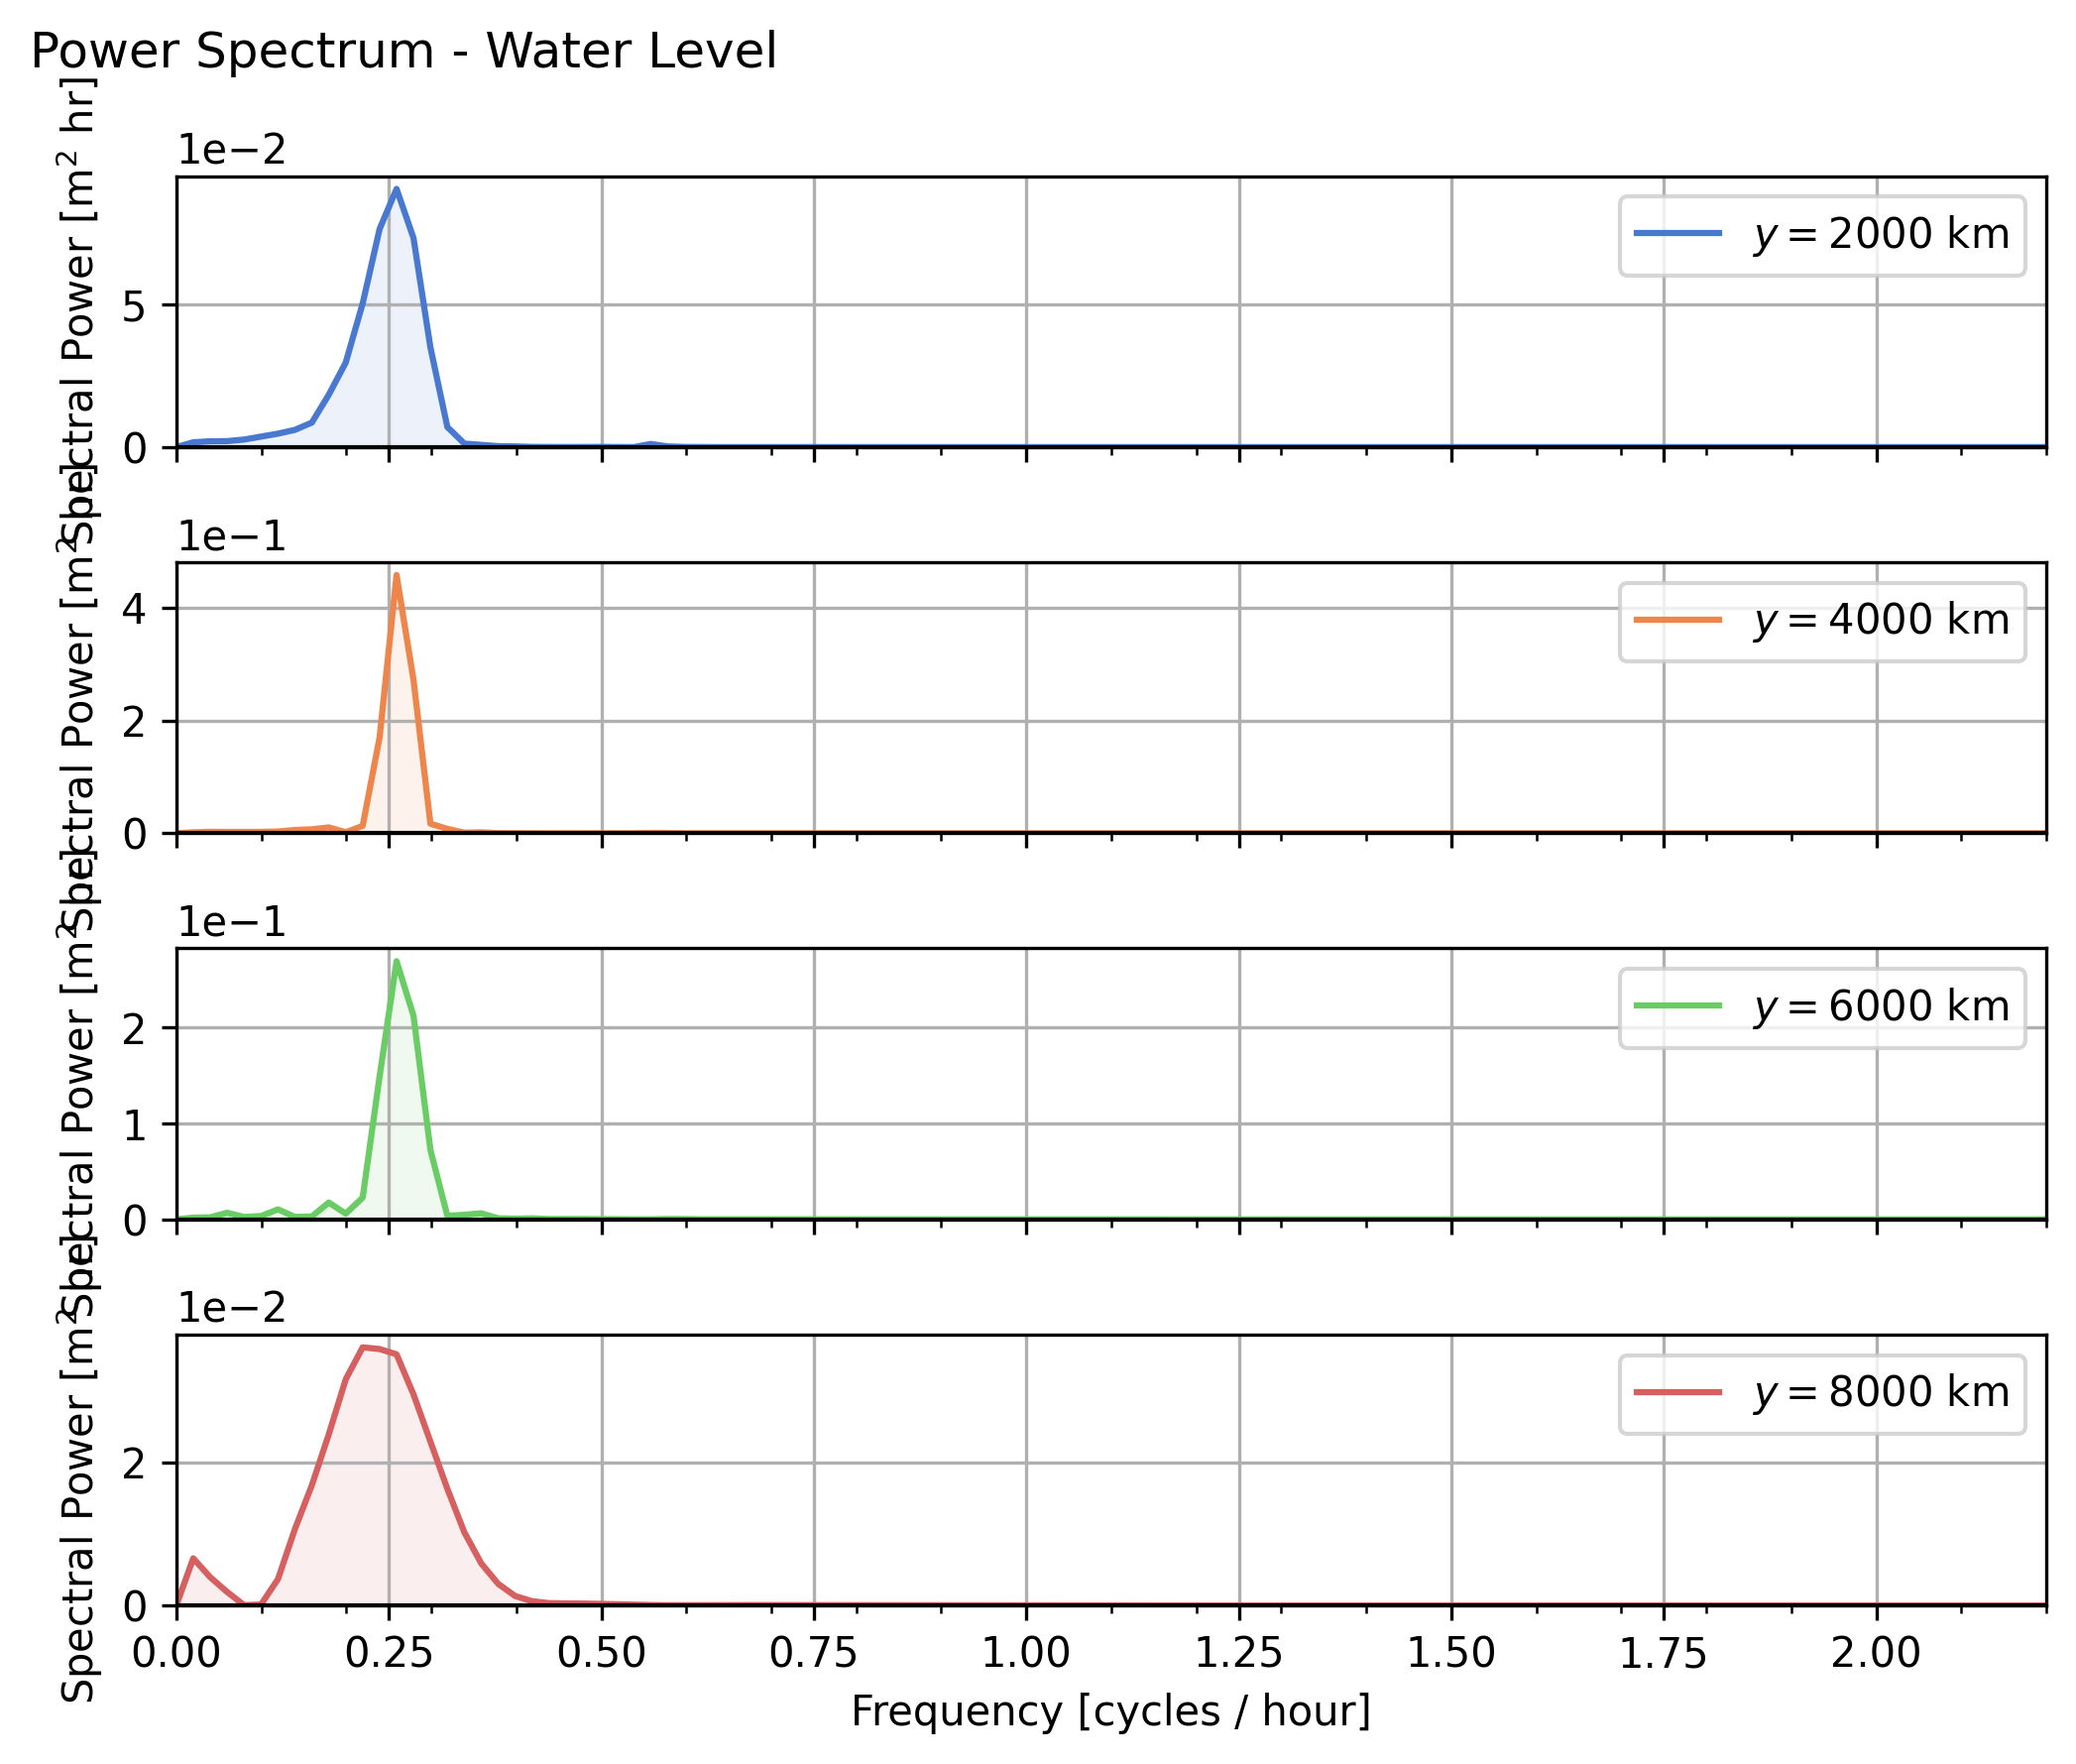 Power Spectrum - Water Level
Spectral Power [m² hr]
1e−2
5
0
y = 2000 km
Spectral Power [m²
1e−1
4
2
0
y = 4000 km
Spectral Power [m²
1e−1
2
1
0
y = 6000 km
Spectral Power [m²
1e−2
2
0
y = 8000 km
0.00 0.25 0.50 0.75 1.00 1.25 1.50 1.75 2.00
Frequency [cycles / hour]